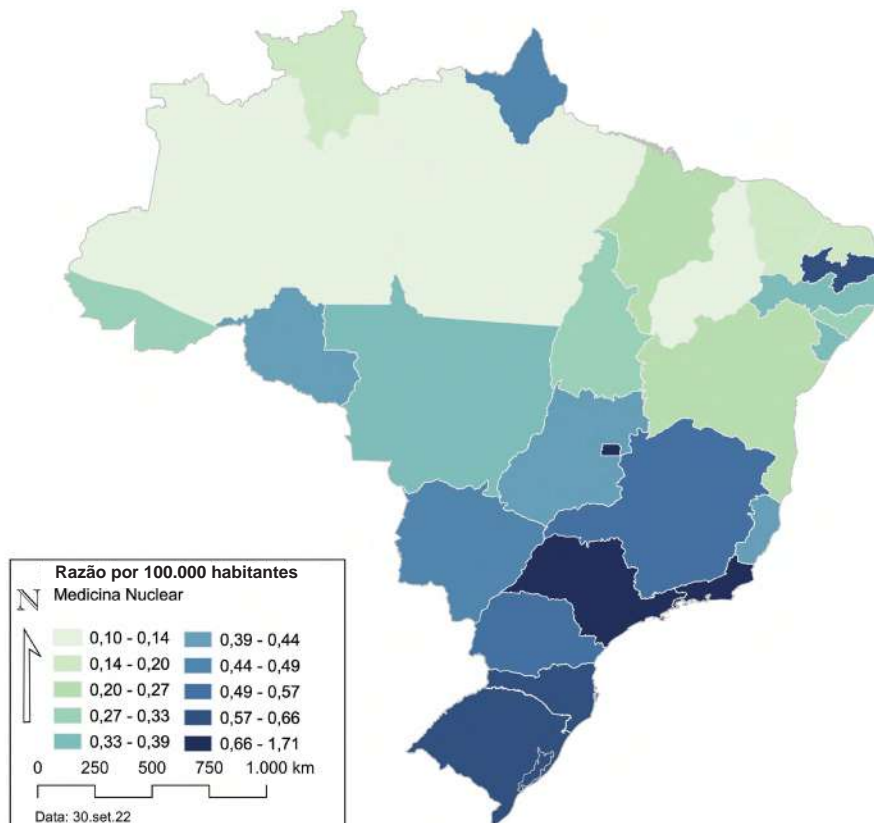 Razão por 100.000 habitantes
N Medicina Nuclear
0,10 - 0,14 0,39 - 0,44
0,14 - 0,20 0,44 - 0,49
0,20 - 0,27 0,49 - 0,57
0,27 - 0,33 0,57 - 0,66
0,33 - 0,39 0,66 - 1,71
0 250 500 750 1.000 km
Data: 30.set.22